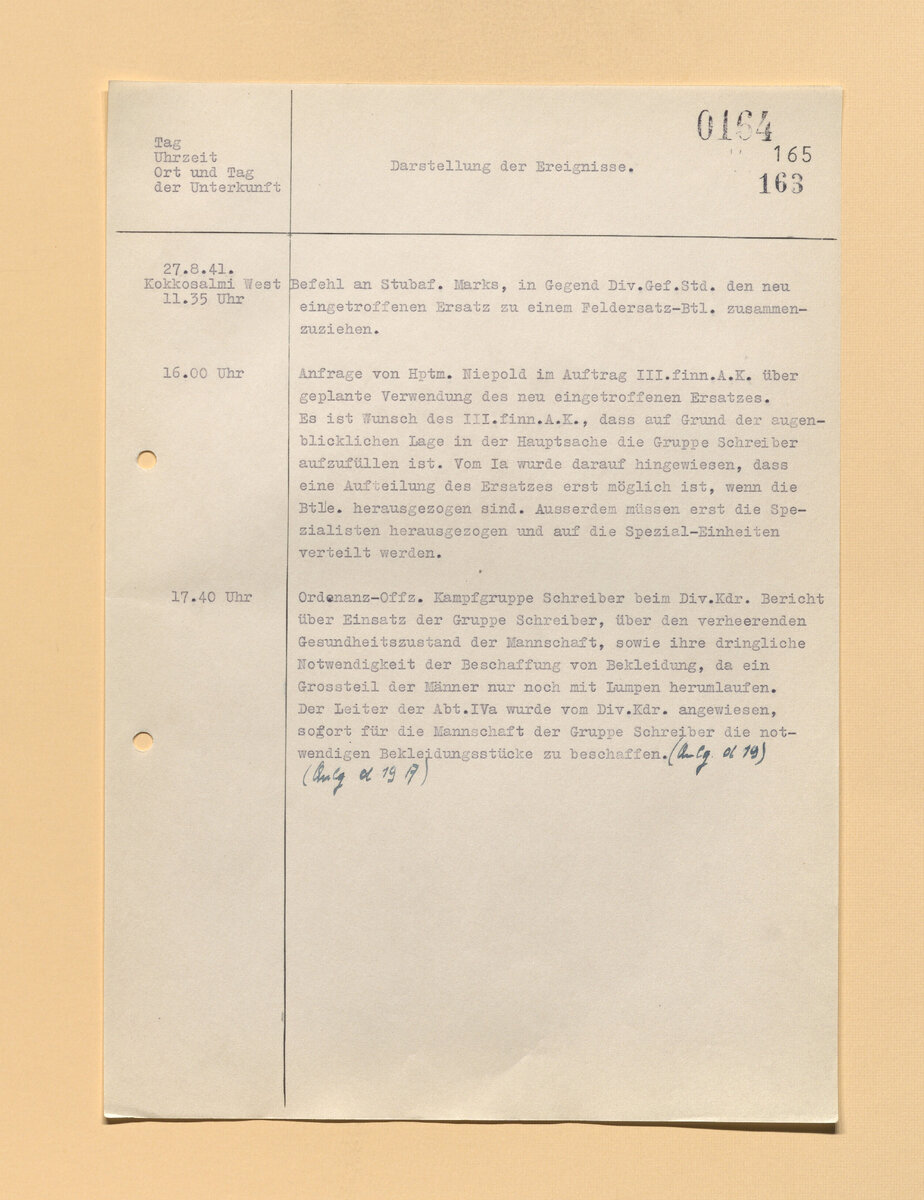 0164
165
163
Tag
Uhrzeit
Ort und Tag
der Unterkunft
Darstellung der Ereignisse.
27.8.41.
Kokkosalmi West
11.35 Uhr
Befehl an Stubaf. Marks, in Gegend Div.Gef.Std. den neu
eingetroffenen Ersatz zu einem Feldersatz-Btl. zusammen-
zuziehen.
16.00 Uhr
Anfrage von Hptm. Niepold im Auftrag III.finn.A.K. über
geplante Verwendung des neu eingetroffenen Ersatzes.
Es ist Wunsch des III.finn.A.K., dass auf Grund der augen-
blicklichen Lage in der Hauptsache die Gruppe Schreiber
aufzufüllen ist. Vom Ia wurde darauf hingewiesen, dass
eine Aufteilung des Ersatzes erst möglich ist, wenn die
Btle. herausgezogen sind. Ausserdem müssen erst die Spe-
zialisten herausgezogen und auf die Spezial-Einheiten
verteilt werden.
17.40 Uhr
Ordonanz-Offz. Kampfgruppe Schreiber beim Div.Kdr. Bericht
über Einsatz der Gruppe Schreiber, über den verheerenden
Gesundheitszustand der Mannschaft, sowie ihre dringliche
Notwendigkeit der Beschaffung von Bekleidung, da ein
Grossteil der Männer nur noch mit Lumpen herumlaufen.
Der Leiter der Abt.IVa wurde vom Div.Kdr. angewiesen,
sofort für die Mannschaft der Gruppe Schreiber die not-
wendigen Bekleidungsstücke zu beschaffen. (Anlg. d 19)
(Anlg d 19 A)